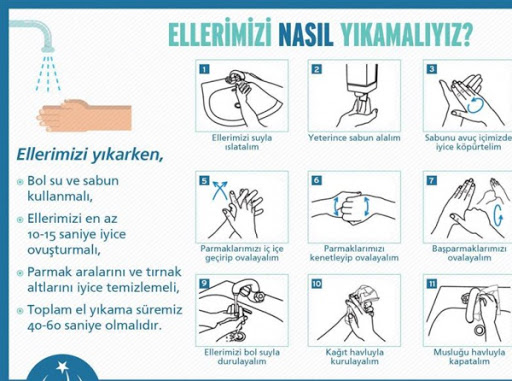 ELLERİMİZİ NASIL YIKAMALIYIZ?
1
Ellerimizi suyla
ıslatalım
2
Yeterince sabun alalım
3
Sabunu avuç içimizde
iyice köpürtelim
Ellerimizi yıkarken,
Bol su ve sabun
kullanmalı,
Ellerimizi en az
10-15 saniye iyice
ovuşturmalı,
Parmak aralarını ve tırnak
altlarını iyice temizlemeli,
Toplam el yıkama süremiz
40-60 saniye olmalıdır.
5
Parmaklarımızı iç içe
geçirip ovalayalım
6
Parmaklarımızı
kenetleyip ovalayalım
7
Başparmaklarımızı
ovalayalım
9
Ellerimizi bol suyla
durulayalım
10
Kağıt havluyla
kurulayalım
11
Musluğu havluyla
kapatalım